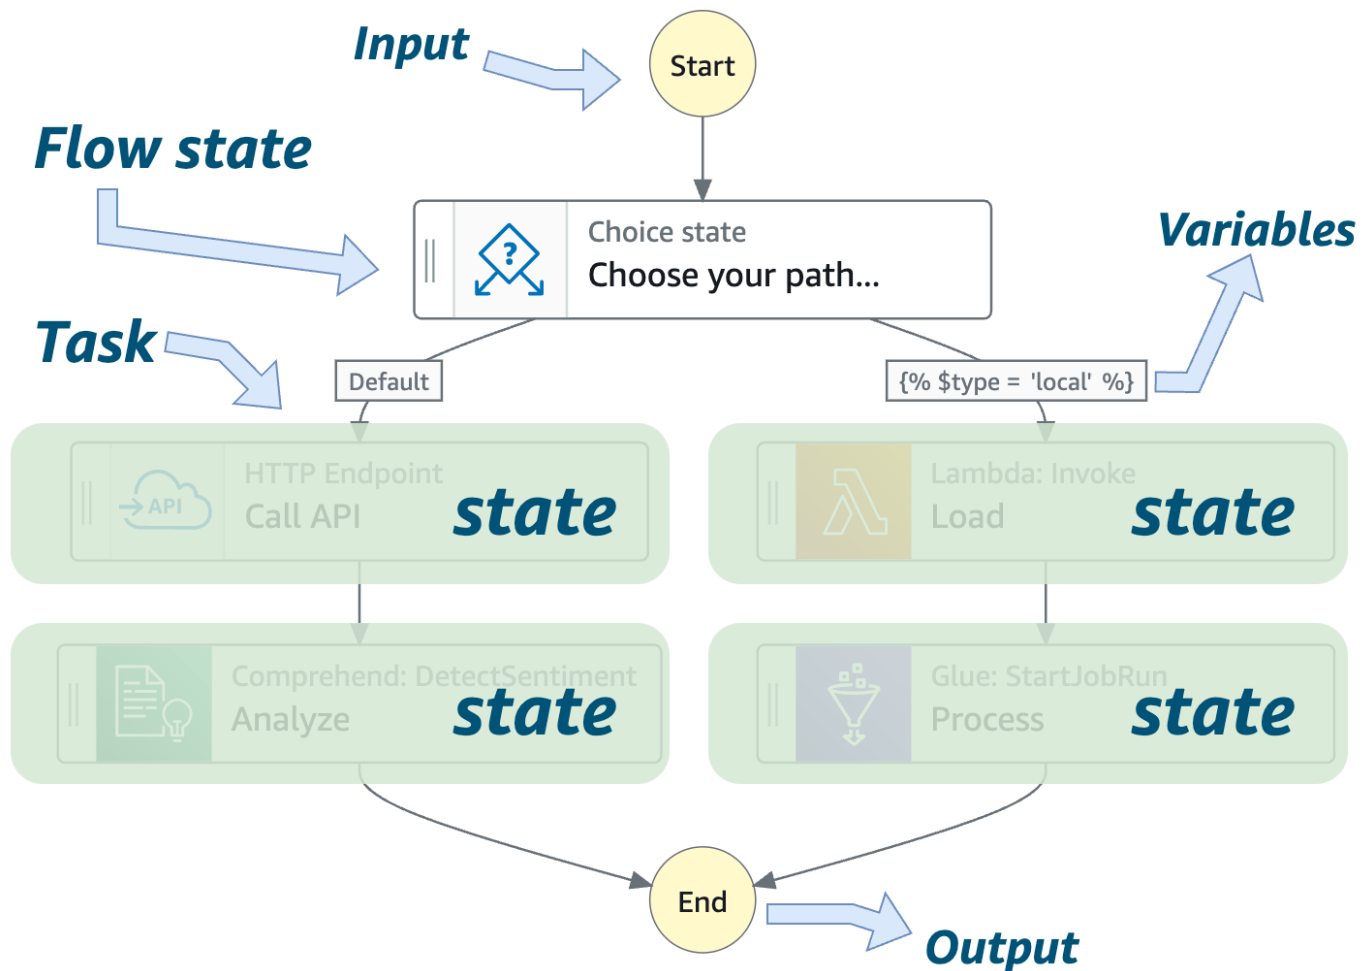 Input
Start
Flow state
Choice state
Choose your path...
?
Variables
Task
Default
{% $type = 'local' %}
HTTP Endpoint
API
Call API
state
Lambda: Invoke
Load
state
Comprehend: DetectSentiment
Analyze
state
Glue: StartJobRun
Process
state
End
Output